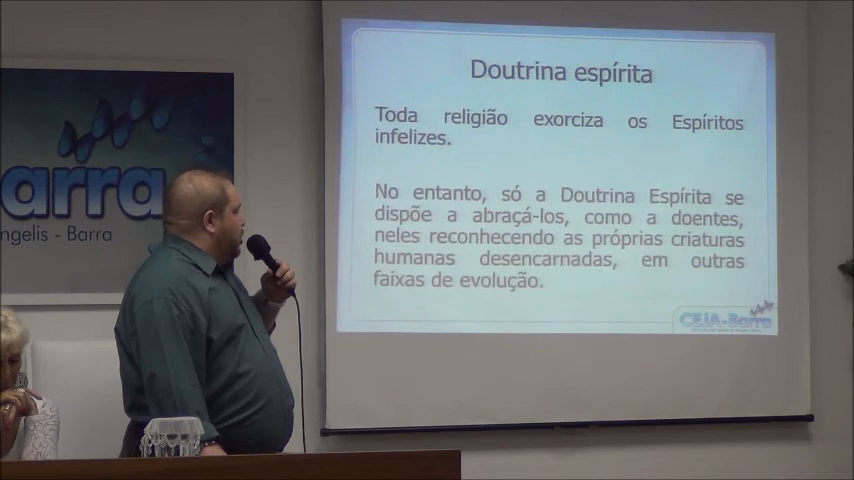 Doutrina espírita
Toda religião exorciza os Espíritos
infelizes.
No entanto, só a Doutrina Espírita se
dispõe a abraçá-los, como a doentes,
neles reconhecendo as próprias criaturas
humanas desencarnadas, em outras
faixas de evolução.
CEJA-Barra
arra
ngelis - Barra